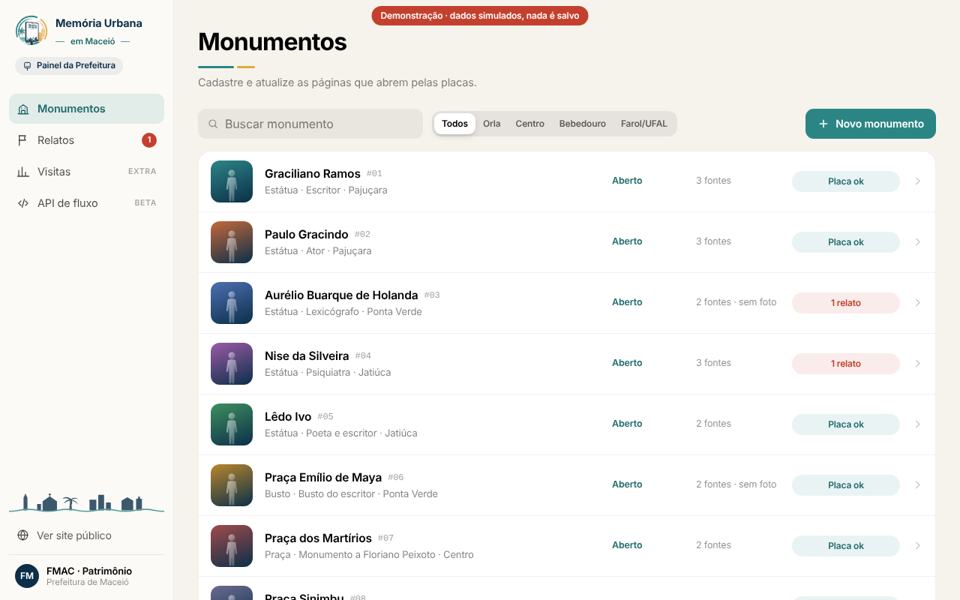 Demonstração · dados simulados, nada é salvo
Memória Urbana
em Maceió
Painel da Prefeitura
Monumentos
Relatos 1
Visitas EXTRA
API de fluxo BETA
Ver site público
FM
FMAC · Patrimônio
Prefeitura de Maceió
Monumentos
Cadastre e atualize as páginas que abrem pelas placas.
Buscar monumento
Todos Orla Centro Bebedouro Farol/UFAL
+ Novo monumento
Graciliano Ramos #01
Estátua · Escritor · Pajuçara
Aberto 3 fontes Placa ok
Paulo Gracindo #02
Estátua · Ator · Pajuçara
Aberto 3 fontes Placa ok
Aurélio Buarque de Holanda #03
Estátua · Lexicógrafo · Ponta Verde
Aberto 2 fontes · sem foto 1 relato
Nise da Silveira #04
Estátua · Psiquiatra · Jatiúca
Aberto 3 fontes 1 relato
Lêdo Ivo #05
Estátua · Poeta e escritor · Jatiúca
Aberto 2 fontes Placa ok
Praça Emílio de Maya #06
Busto · Busto do escritor · Ponta Verde
Aberto 2 fontes · sem foto Placa ok
Praça dos Martírios #07
Praça · Monumento a Floriano Peixoto · Centro
Aberto 2 fontes Placa ok
Praça Sinimbu #08